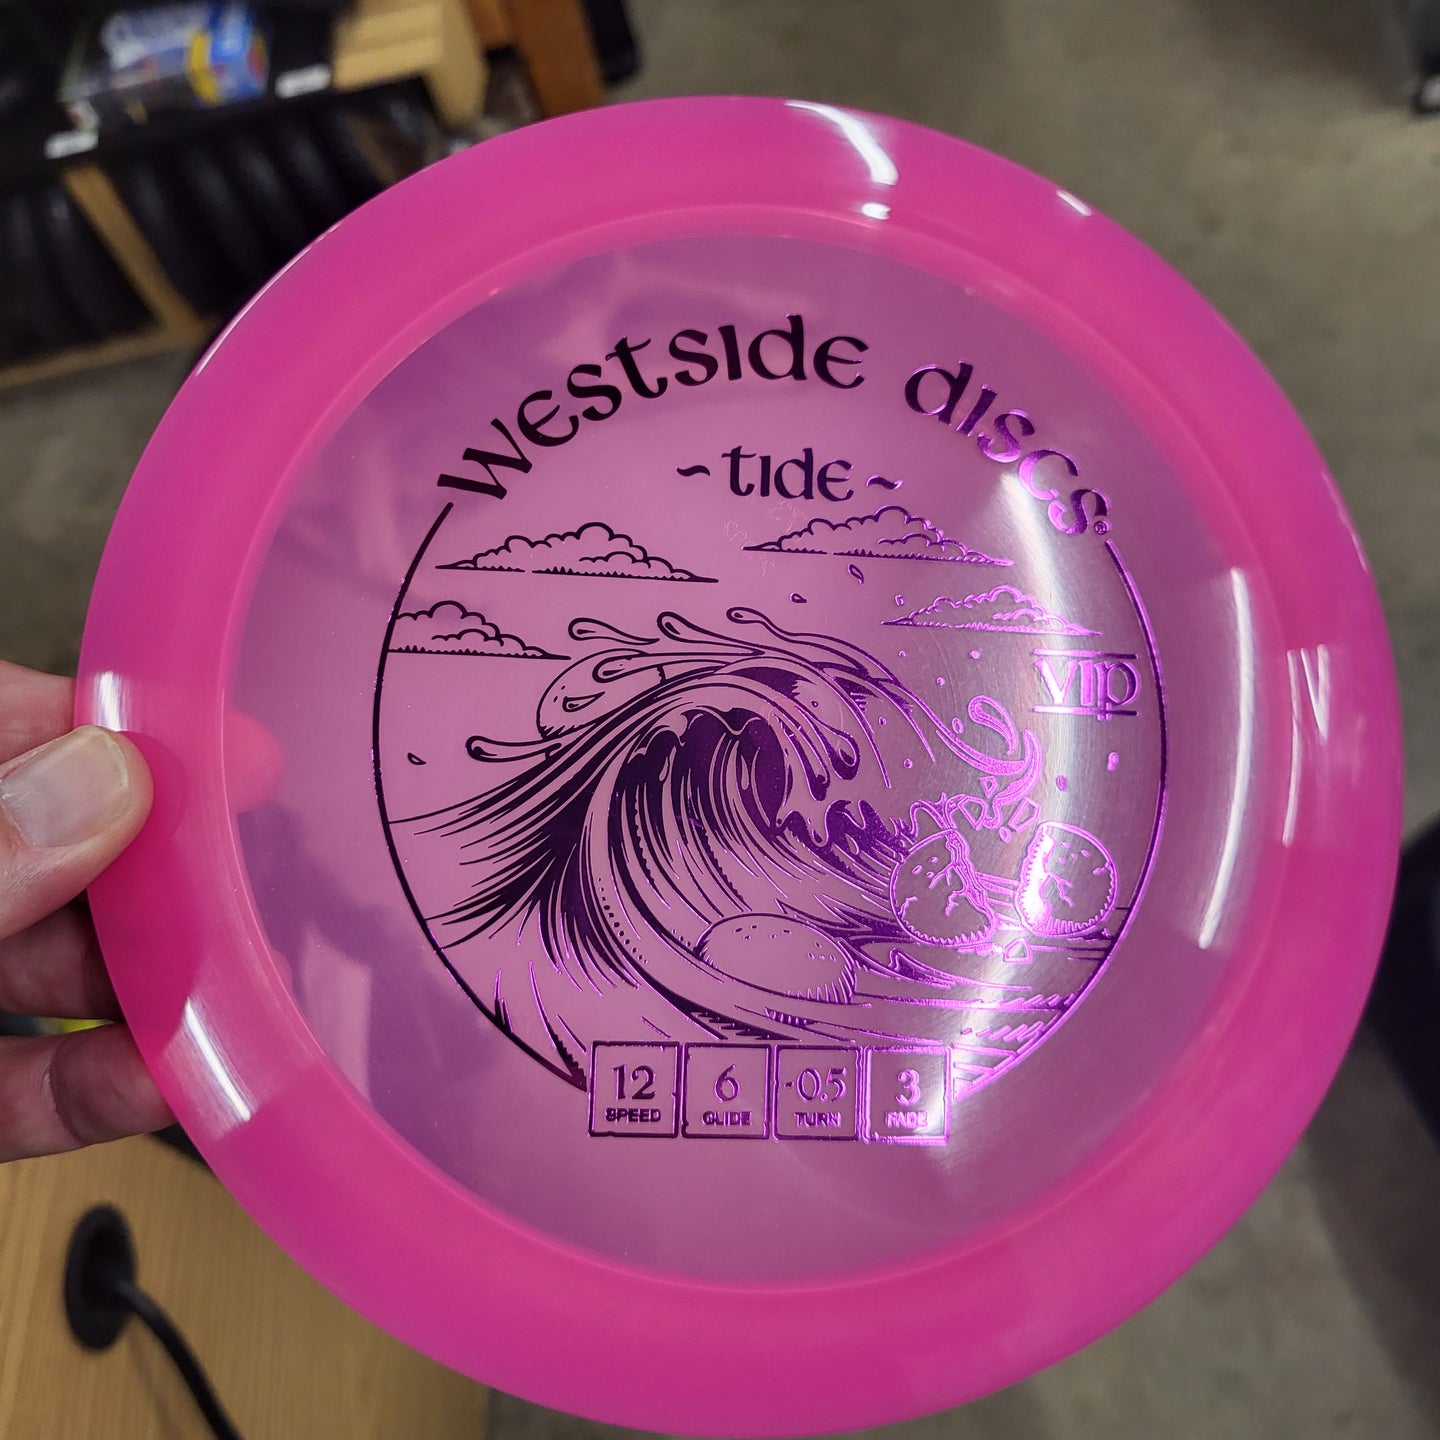 westside discs®
~tide~
VIP
12 6 -0.5 3
SPEED GLIDE TURN FADE